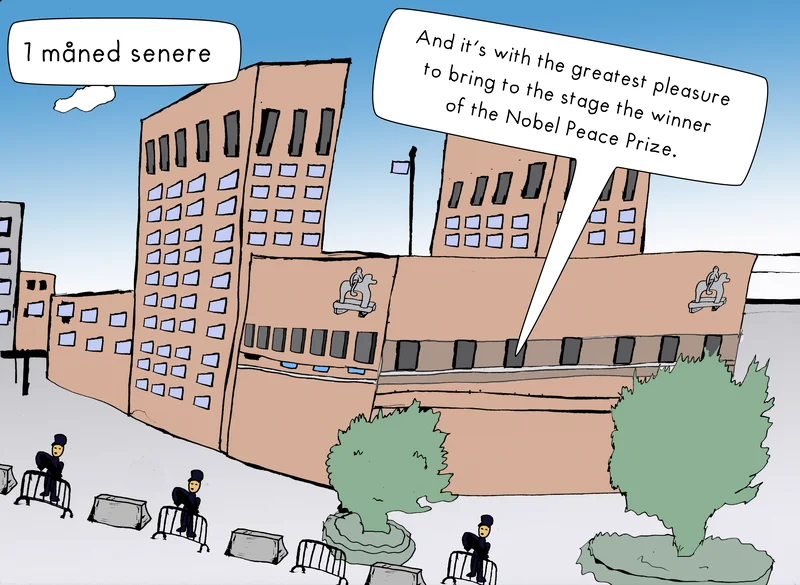 1 måned senere
And it's with the greatest pleasure
to bring to the stage the winner
of the Nobel Peace Prize.